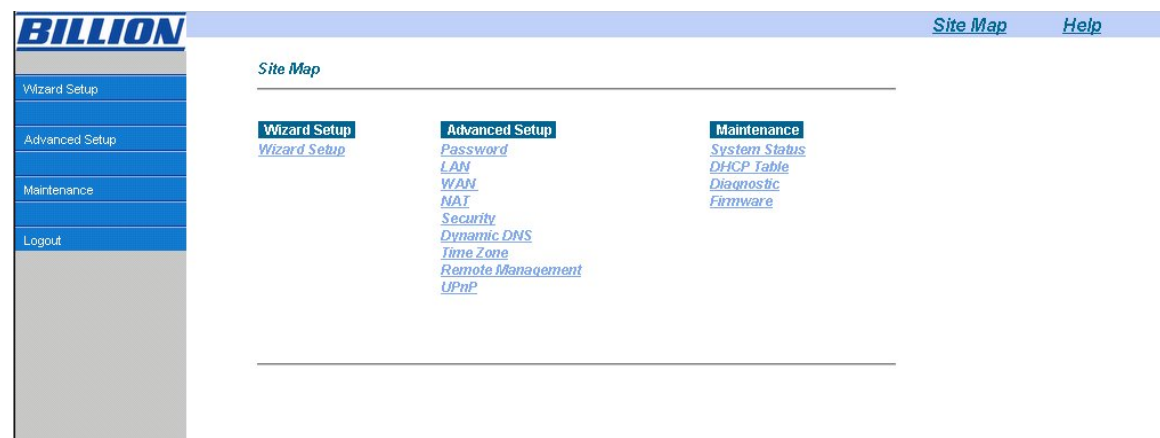 BILLION
Site Map Help
Wizard Setup
Advanced Setup
Maintenance
Logout
Site Map
Wizard Setup
Wizard Setup
Advanced Setup
Password
LAN
WAN
NAT
Security
Dynamic DNS
Time Zone
Remote Management
UPnP
Maintenance
System Status
DHCP Table
Diagnostic
Firmware